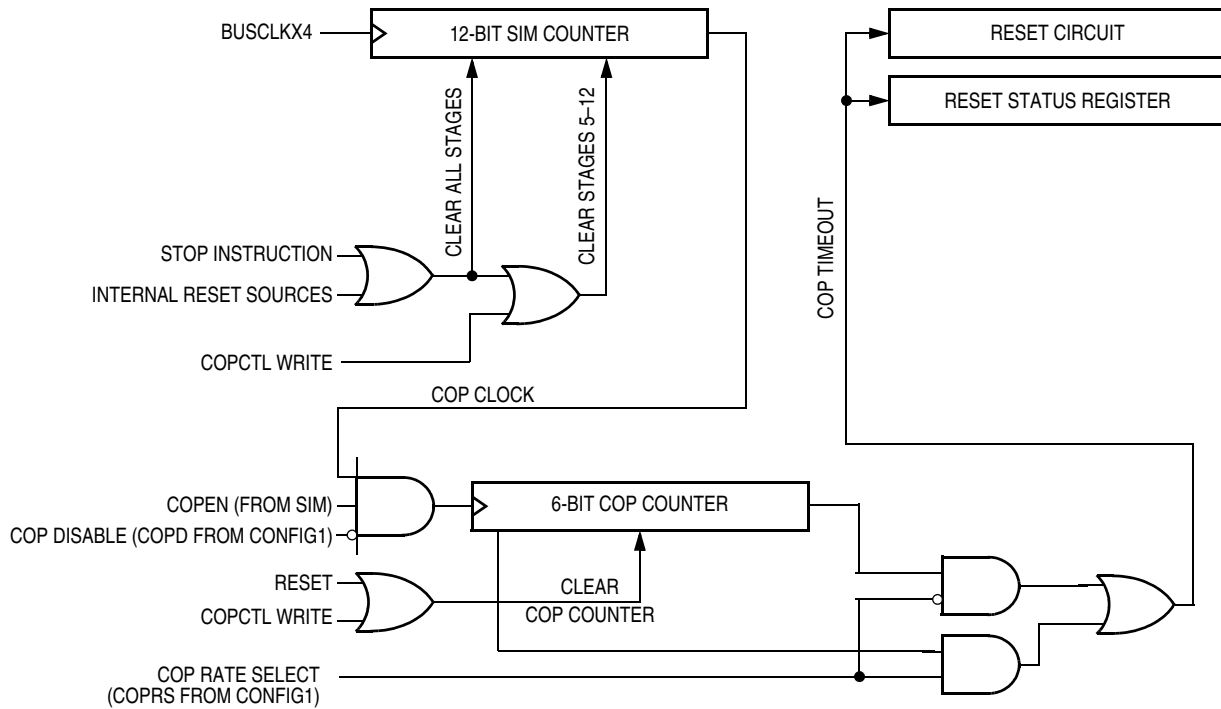 BUSCLKX4
12-BIT SIM COUNTER
RESET CIRCUIT
RESET STATUS REGISTER
CLEAR ALL STAGES
CLEAR STAGES 5–12
COP TIMEOUT
STOP INSTRUCTION
INTERNAL RESET SOURCES
COPCTL WRITE
COP CLOCK
COPEN (FROM SIM)
COP DISABLE (COPD FROM CONFIG1)
6-BIT COP COUNTER
RESET
COPCTL WRITE
CLEAR
COP COUNTER
COP RATE SELECT
(COPRS FROM CONFIG1)